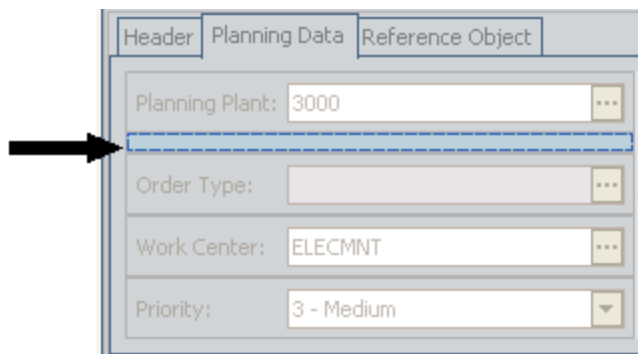 Header Planning Data Reference Object
Planning Plant: 3000 ...
Order Type: ...
Work Center: ELECMNT ...
Priority: 3 - Medium